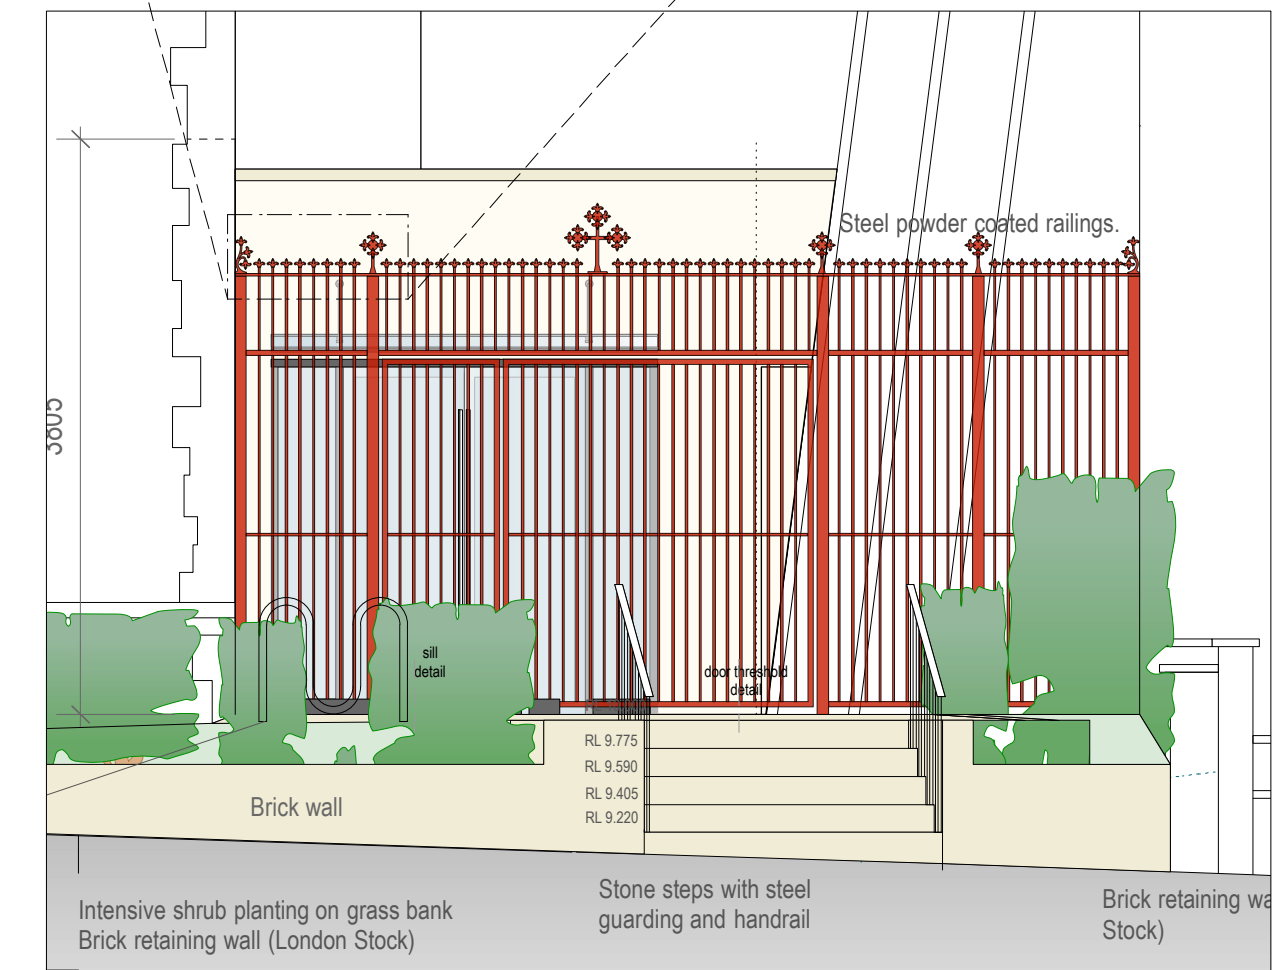 Steel powder coated railings.
3805
sill
detail
door threshold
detail
RL 9.775
RL 9.590
RL 9.405
RL 9.220
Brick wall
Intensive shrub planting on grass bank
Brick retaining wall (London Stock)
Stone steps with steel
guarding and handrail
Brick retaining
Stock)